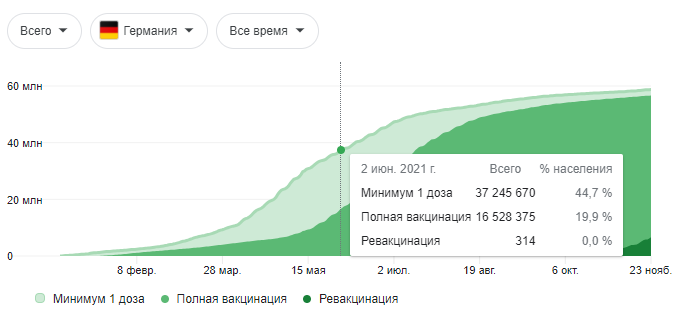 Всего Германия Все время
60 млн
40 млн
20 млн
0
2 июн. 2021 г. Всего % населения
Минимум 1 доза 37 245 670 44,7 %
Полная вакцинация 16 528 375 19,9 %
Ревакцинация 314 0,0 %
8 февр. 28 мар. 15 мая 2 июл. 19 авг. 6 окт. 23 нояб.
Минимум 1 доза Полная вакцинация Ревакцинация